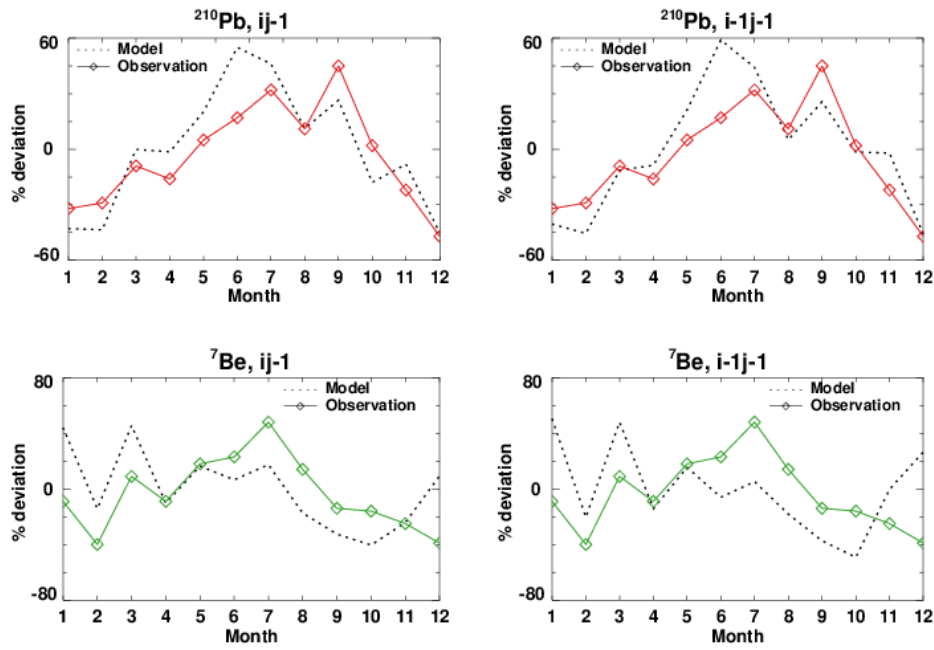 ²¹⁰Pb, ij-1
60
0
-60
% deviation
Model
Observation
1 2 3 4 5 6 7 8 9 10 11 12
Month
²¹⁰Pb, i-1j-1
60
0
-60
% deviation
Model
Observation
1 2 3 4 5 6 7 8 9 10 11 12
Month
⁷Be, ij-1
80
0
-80
% deviation
Model
Observation
1 2 3 4 5 6 7 8 9 10 11 12
Month
⁷Be, i-1j-1
80
0
-80
% deviation
Model
Observation
1 2 3 4 5 6 7 8 9 10 11 12
Month